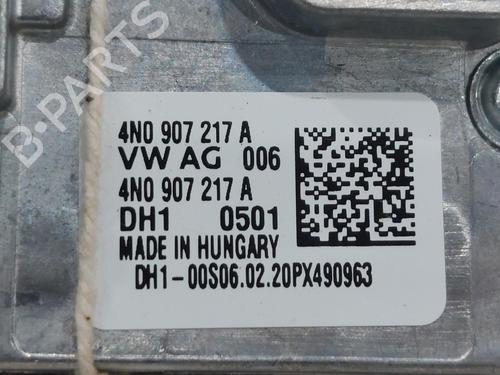 B-PARTS
4N0 907 217 A
VW AG 006
4N0 907 217 A
DH1 0501
MADE IN HUNGARY
DH1-00S06.02.20PX490963